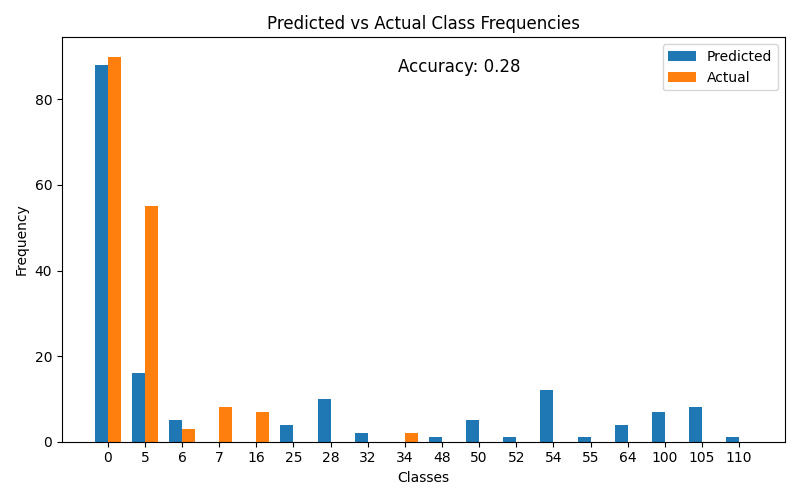 Predicted vs Actual Class Frequencies
Accuracy: 0.28
Predicted
Actual
Frequency
80
60
40
20
0
0 5 6 7 16 25 28 32 34 48 50 52 54 55 64 100 105 110
Classes